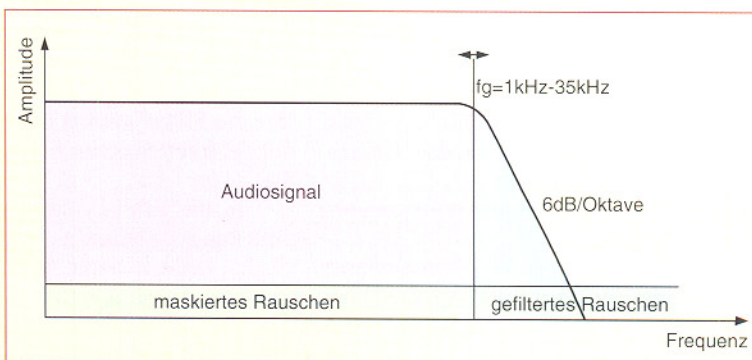 Amplitude
fg=1kHz-35kHz
Audiosignal
6dB/Oktave
maskiertes Rauschen
gefiltertes Rauschen
Frequenz